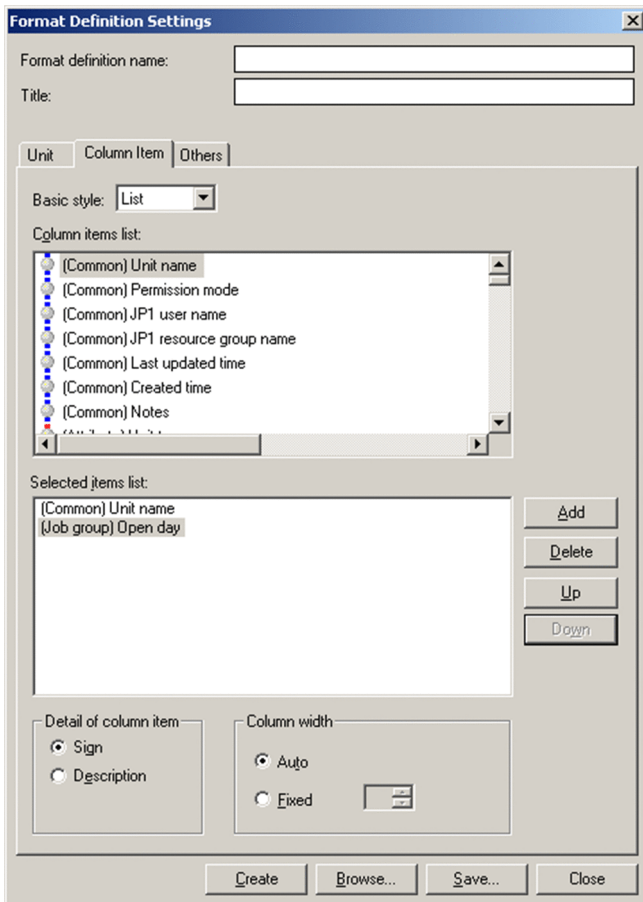 Format Definition Settings
Format definition name:
Title:
Unit
Column Item
Others
Basic style: List
Column items list:
(Common) Unit name
(Common) Permission mode
(Common) JP1 user name
(Common) JP1 resource group name
(Common) Last updated time
(Common) Created time
(Common) Notes
Selected items list:
(Common) Unit name
(Job group) Open day
Add
Delete
Up
Down
Detail of column item
Sign
Description
Column width
Auto
Fixed
Create
Browse...
Save...
Close